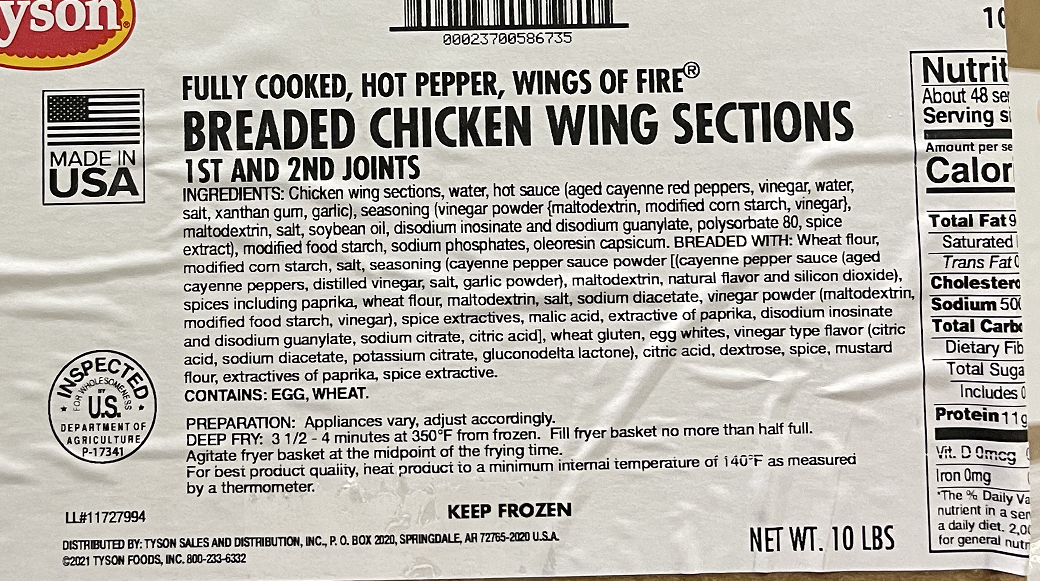 Tyson®
00023700586735
10
FULLY COOKED, HOT PEPPER, WINGS OF FIRE®
BREADED CHICKEN WING SECTIONS
1ST AND 2ND JOINTS
MADE IN
USA
INGREDIENTS: Chicken wing sections, water, hot sauce (aged cayenne red peppers, vinegar, water,
salt, xanthan gum, garlic), seasoning (vinegar powder {maltodextrin, modified corn starch, vinegar},
maltodextrin, salt, soybean oil, disodium inosinate and disodium guanylate, polysorbate 80, spice
extract), modified food starch, sodium phosphates, oleoresin capsicum. BREADED WITH: Wheat flour,
modified corn starch, salt, seasoning (cayenne pepper sauce powder [(cayenne pepper sauce (aged
cayenne peppers, distilled vinegar, salt, garlic powder), maltodextrin, natural flavor and silicon dioxide),
spices including paprika, wheat flour, maltodextrin, salt, sodium diacetate, vinegar powder (maltodextrin,
modified food starch, vinegar), spice extractives, malic acid, extractive of paprika, disodium inosinate
and disodium guanylate, sodium citrate, citric acid], wheat gluten, egg whites, vinegar type flavor (citric
acid, sodium diacetate, potassium citrate, gluconodelta lactone), citric acid, dextrose, spice, mustard
flour, extractives of paprika, spice extractive.
CONTAINS: EGG, WHEAT.
INSPECTED
FOR WHOLESOMENESS
BY
U.S.
DEPARTMENT OF
AGRICULTURE
P-17341
PREPARATION: Appliances vary, adjust accordingly.
DEEP FRY: 3 1/2 - 4 minutes at 350°F from frozen. Fill fryer basket no more than half full.
Agitate fryer basket at the midpoint of the frying time.
For best product quality, heat product to a minimum internal temperature of 140°F as measured
by a thermometer.
LL#11727994
KEEP FROZEN
DISTRIBUTED BY: TYSON SALES AND DISTRIBUTION, INC., P. O. BOX 2020, SPRINGDALE, AR 72765-2020 U.S.A.
©2021 TYSON FOODS, INC. 800-233-6332
NET WT. 10 LBS
Nutrit
About 48 ser
Serving si
Amount per se
Calor
Total Fat 9
Saturated
Trans Fat 0
Cholestero
Sodium 500
Total Carbo
Dietary Fib
Total Suga
Includes 0
Protein 11g
Vit. D 0mcg
Iron 0mg
*The % Daily Va
nutrient in a ser
a daily diet. 2,00
for general nutr